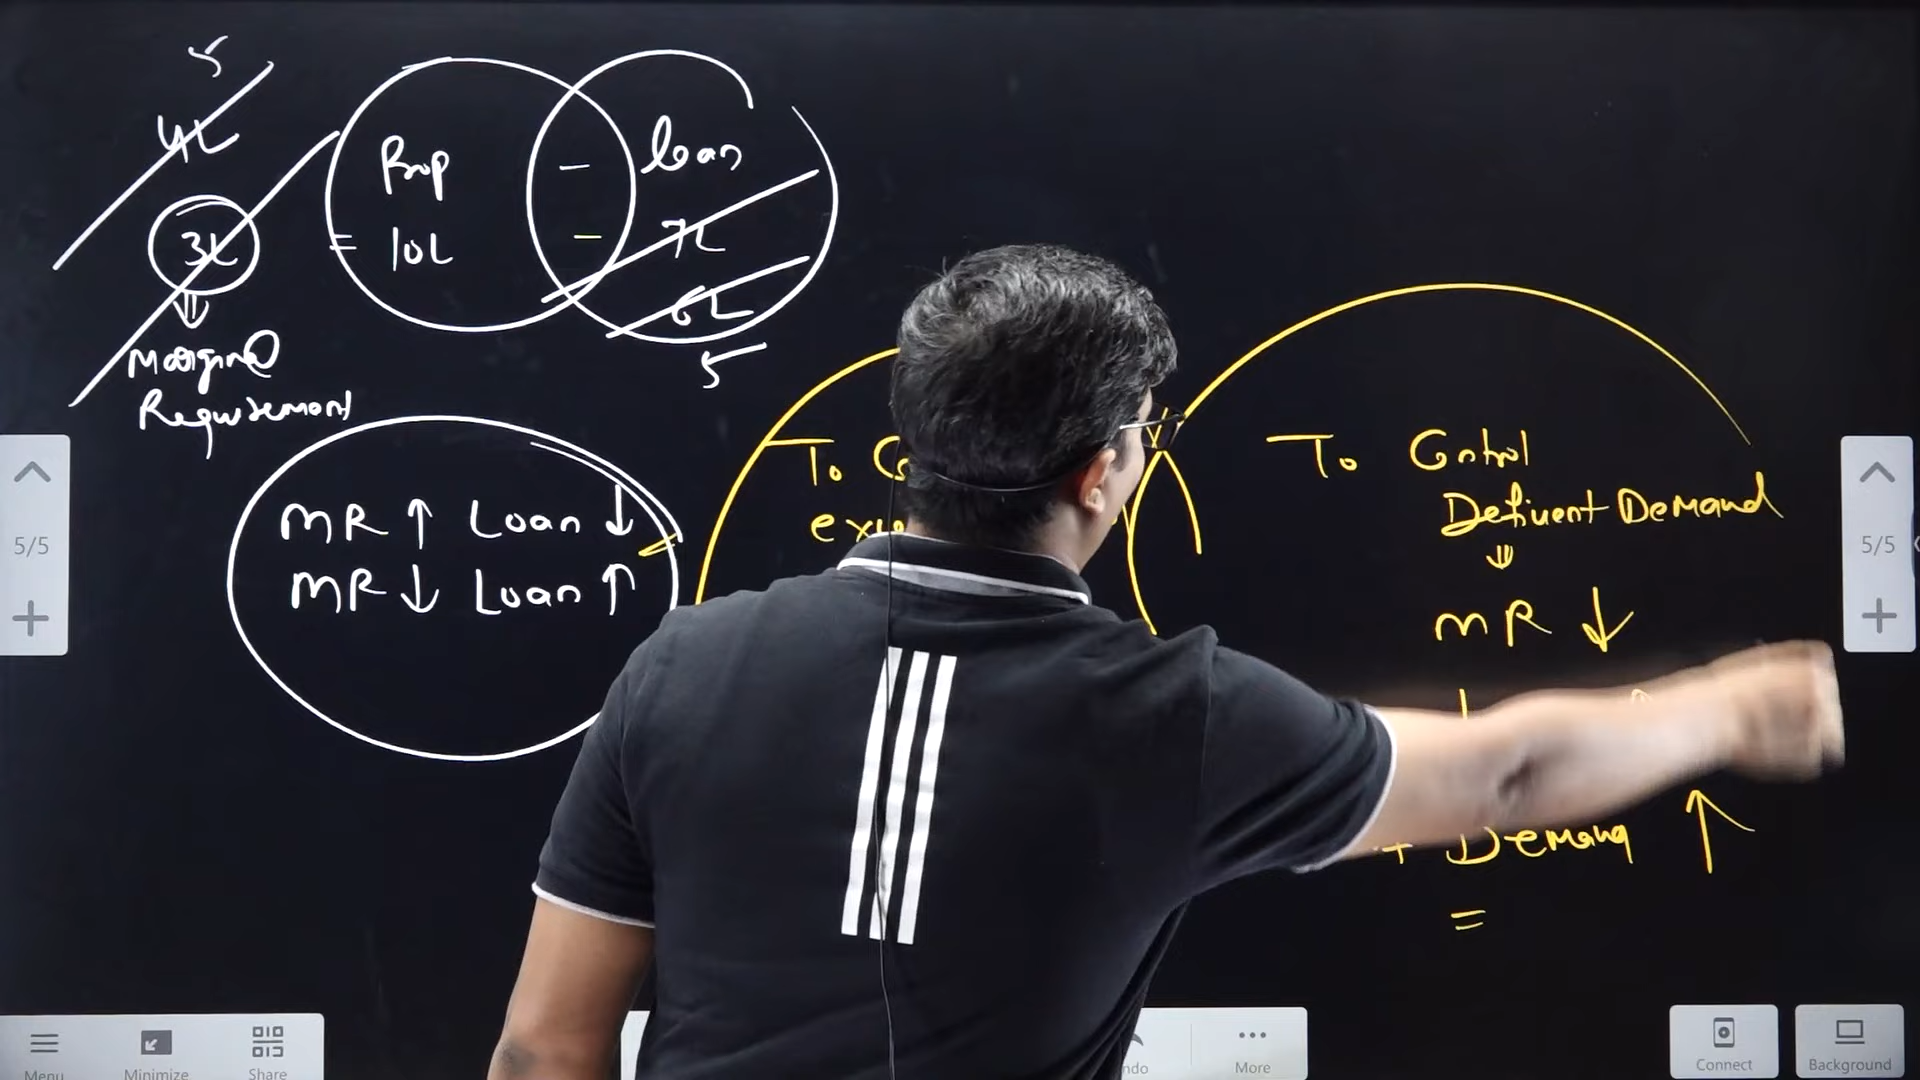 5
4L
Prop - loan
3L = 10L - 7L
6L
5
Marginal
Requirement
MR ↑ Loan ↓
MR ↓ Loan ↑
To
To Control
Deficient Demand
⇓
MR ↓
+ Demand ↑
=
5/5
5/5
Menu
Minimize
Share
More
Connect
Background